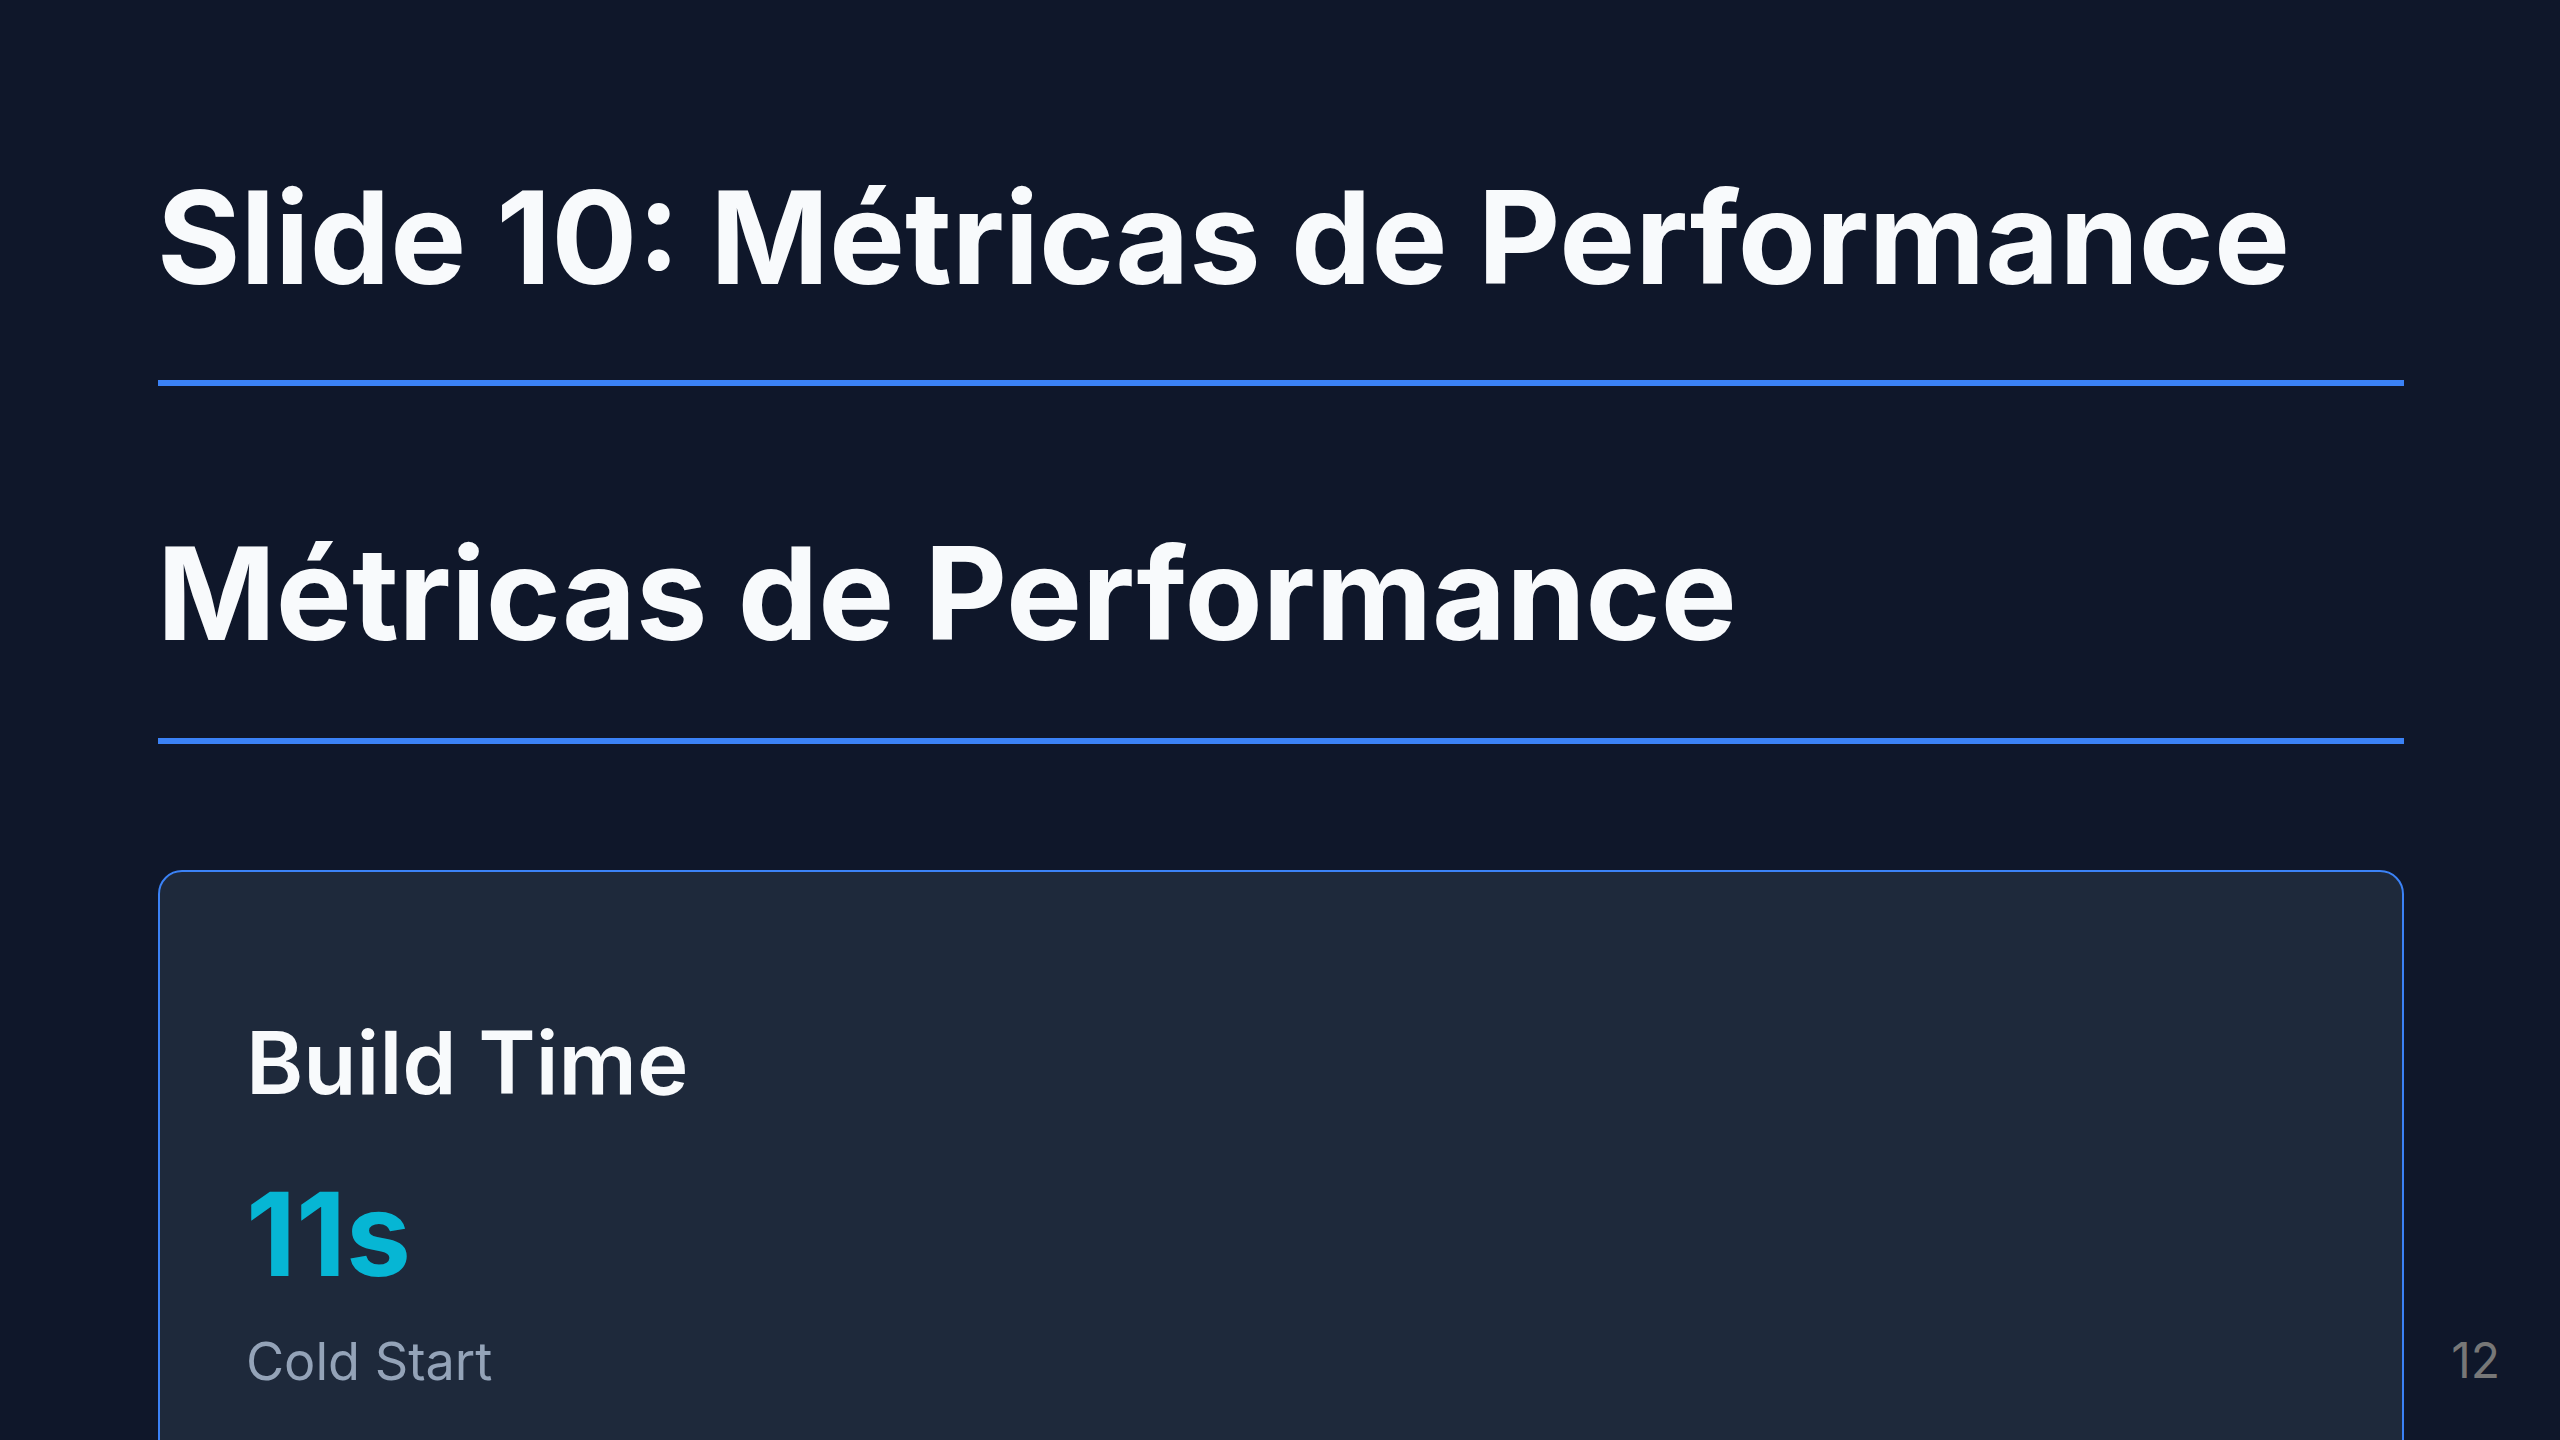 Slide 10: Métricas de Performance
Métricas de Performance
Build Time
11s
Cold Start
12